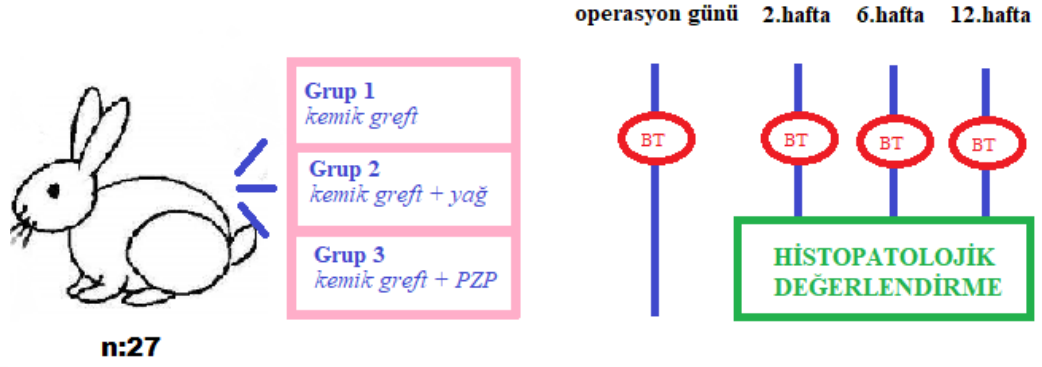 operasyon günü 2.hafta 6.hafta 12.hafta
Grup 1
kemik greft
Grup 2
kemik greft + yağ
Grup 3
kemik greft + PZP
n:27
BT BT BT BT
HİSTOPATOLOJİK
DEĞERLENDİRME